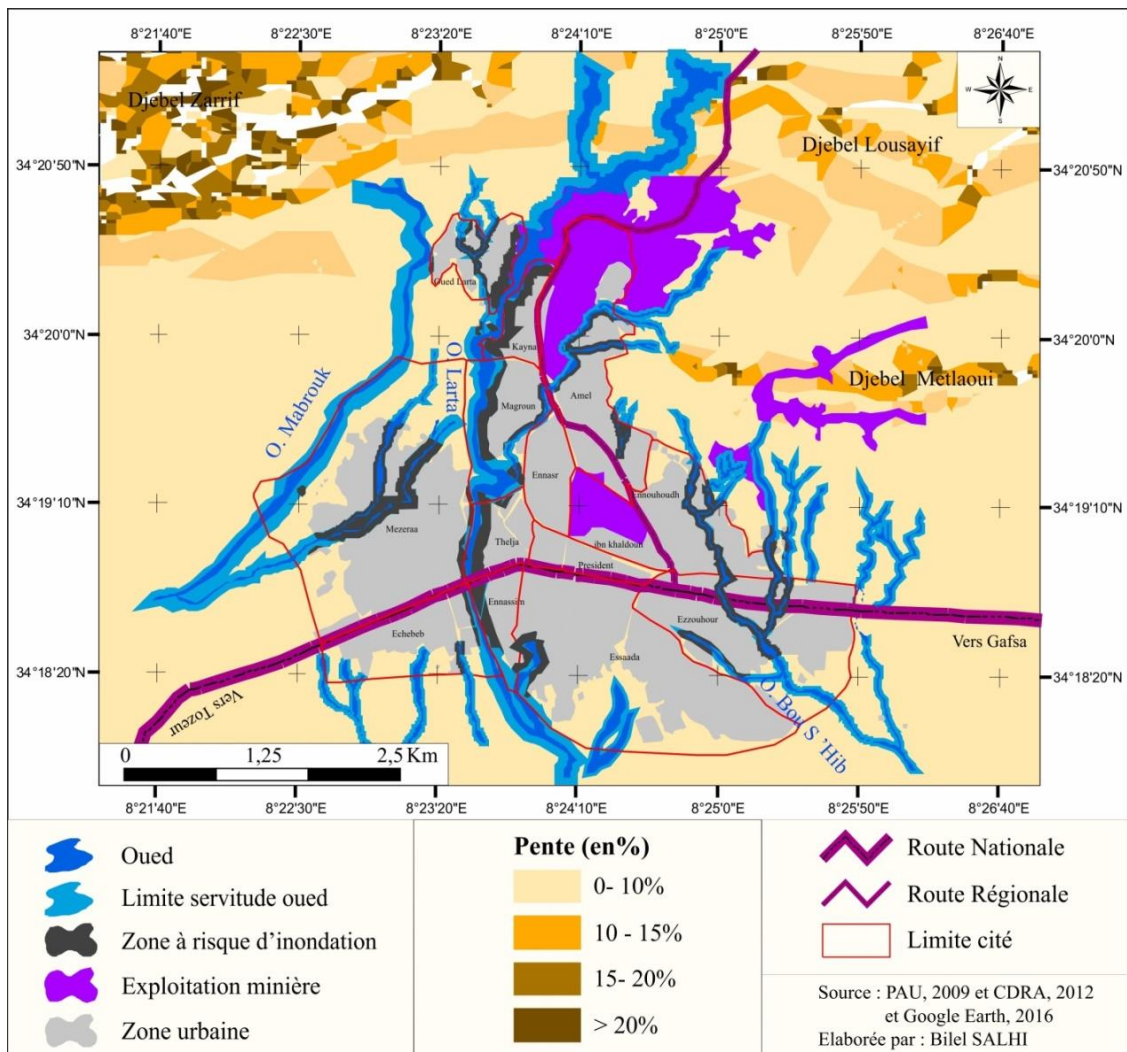 8°21'40"E 8°22'30"E 8°23'20"E 8°24'10"E 8°25'0"E 8°25'50"E 8°26'40"E
N
W E
S
Djebel Zarrif
Djebel Lousayif
34°20'50"N 34°20'50"N
Oued Larta
34°20'0"N 34°20'0"N
Kayna
O. Larta
Djebel Metlaoui
O. Mabrouk
Magroun
Amel
Ennasr
34°19'10"N 34°19'10"N
Ennouhoudh
Mezeraa
Thelja
ibn khaldoun
President
Ennassim
Ezzouhour
Echebeb
Vers Gafsa
Essaada
34°18'20"N 34°18'20"N
Vers Tozeur
O. Bou S 'Hib
0 1,25 2,5 Km
8°21'40"E 8°22'30"E 8°23'20"E 8°24'10"E 8°25'0"E 8°25'50"E 8°26'40"E
Oued
Limite servitude oued
Zone à risque d'inondation
Exploitation minière
Zone urbaine
Pente (en%)
0- 10%
10 - 15%
15- 20%
> 20%
Route Nationale
Route Régionale
Limite cité
Source : PAU, 2009 et CDRA, 2012
et Google Earth, 2016
Elaborée par : Bilel SALHI